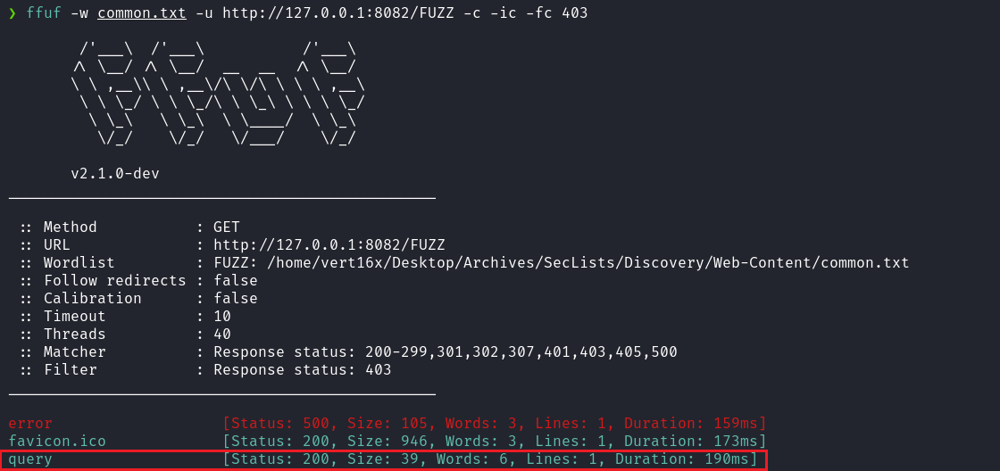 ❯ ffuf -w common.txt -u http://127.0.0.1:8082/FUZZ -c -ic -fc 403
        /'___\  /'___\           /'___\
       /\ \__/ /\ \__/  __  __  /\ \__/
       \ \ ,__\\ \ ,__\/\ \/\ \ \ \ ,__\
        \ \ \_/ \ \ \_/\ \ \_\ \ \ \ \_/
         \ \_\   \ \_\  \ \____/  \ \_\
          \/_/    \/_/   \/___/    \/_/
v2.1.0-dev
________________________________________________
:: Method           : GET
:: URL              : http://127.0.0.1:8082/FUZZ
:: Wordlist         : FUZZ: /home/vert16x/Desktop/Archives/SecLists/Discovery/Web-Content/common.txt
:: Follow redirects : false
:: Calibration      : false
:: Timeout          : 10
:: Threads          : 40
:: Matcher          : Response status: 200-299,301,302,307,401,403,405,500
:: Filter           : Response status: 403
________________________________________________
error                   [Status: 500, Size: 105, Words: 3, Lines: 1, Duration: 159ms]
favicon.ico             [Status: 200, Size: 946, Words: 3, Lines: 1, Duration: 173ms]
query                   [Status: 200, Size: 39, Words: 6, Lines: 1, Duration: 190ms]